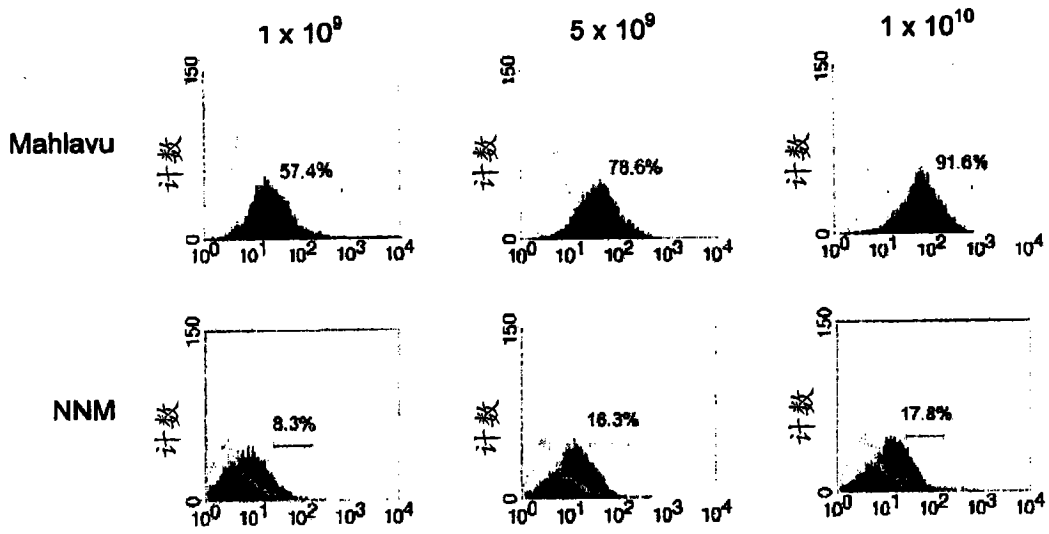 1 x 10⁹ 5 x 10⁹ 1 x 10¹⁰
Mahlavu
计数 150 0 57.4% 10⁰ 10¹ 10² 10³ 10⁴
计数 150 0 78.6% 10⁰ 10¹ 10² 10³ 10⁴
计数 150 0 91.6% 10⁰ 10¹ 10² 10³ 10⁴
NNM
计数 150 0 8.3% 10⁰ 10¹ 10² 10³ 10⁴
计数 150 0 16.3% 10⁰ 10¹ 10² 10³ 10⁴
计数 150 0 17.8% 10⁰ 10¹ 10² 10³ 10⁴